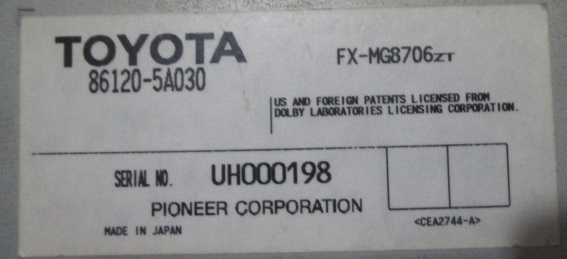 TOYOTA
FX-MG8706ZT
86120-5A030
US AND FOREIGN PATENTS LICENSED FROM
DOLBY LABORATORIES LICENSING CORPORATION.
SERIAL NO. UH000198
PIONEER CORPORATION
MADE IN JAPAN
<CEA2744-A>